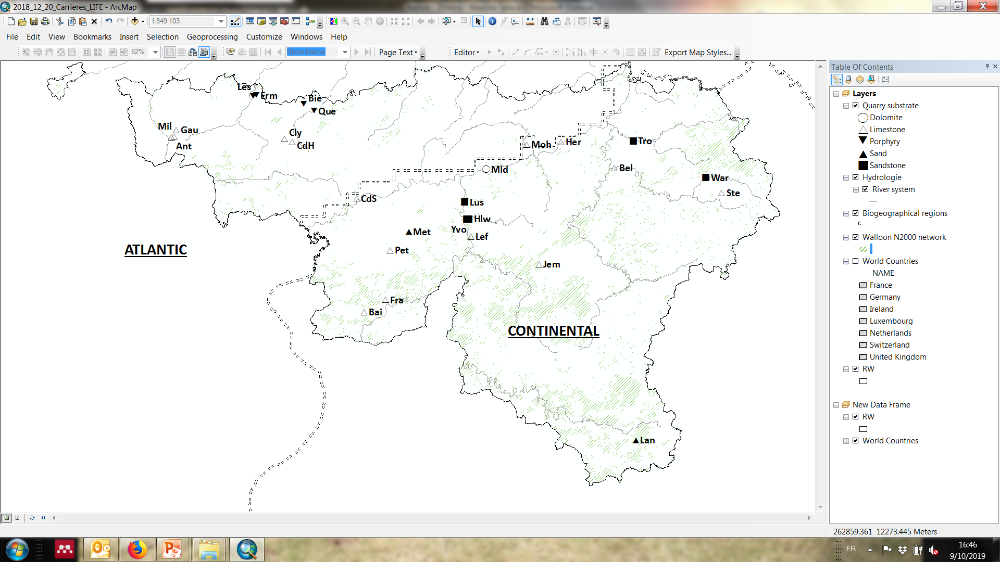 2018_12_20_Carrieres_LIFE - ArcMap
1:849 103
File Edit View Bookmarks Insert Selection Geoprocessing Customize Windows Help
52% Show Name Page Text Editor Export Map Styles...
Les
Erm
Bie
Que
Mil
Gau
Ant
Cly
CdH
Moh
Her
Tro
Mld
Bel
War
Ste
CdS
Lus
Hlw
Yvo
Lef
Met
Pet
Jem
ATLANTIC
Fra
Bai
CONTINENTAL
Lan
Table Of Contents
Layers
Quarry substrate
Dolomite
Limestone
Porphyry
Sand
Sandstone
Hydrologie
River system
Biogeographical regions
Walloon N2000 network
World Countries
NAME
France
Germany
Ireland
Luxembourg
Netherlands
Switzerland
United Kingdom
RW
New Data Frame
RW
World Countries
262859.361 12273.445 Meters
FR
16:46
9/10/2019